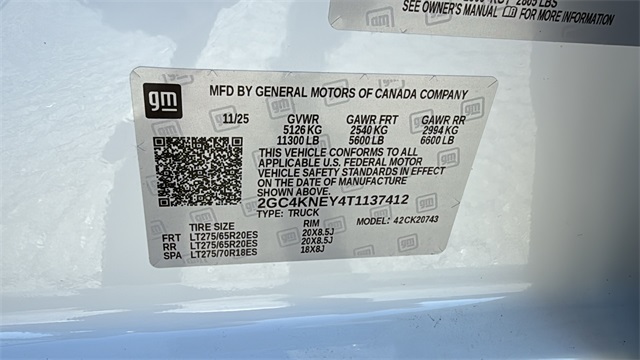 SEE OWNER'S MANUAL FOR MORE INFORMATION
gm
MFD BY GENERAL MOTORS OF CANADA COMPANY
11/25 GVWR GAWR FRT GAWR RR
5126 KG 2540 KG 2994 KG
11300 LB 5600 LB 6600 LB
THIS VEHICLE CONFORMS TO ALL
APPLICABLE U.S. FEDERAL MOTOR
VEHICLE SAFETY STANDARDS IN EFFECT
ON THE DATE OF MANUFACTURE
SHOWN ABOVE.
2GC4KNEY4T1137412
TYPE: TRUCK MODEL: 42CK20743
TIRE SIZE RIM
FRT LT275/65R20ES 20X8.5J
RR LT275/65R20ES 20X8.5J
SPA LT275/70R18ES 18X8J